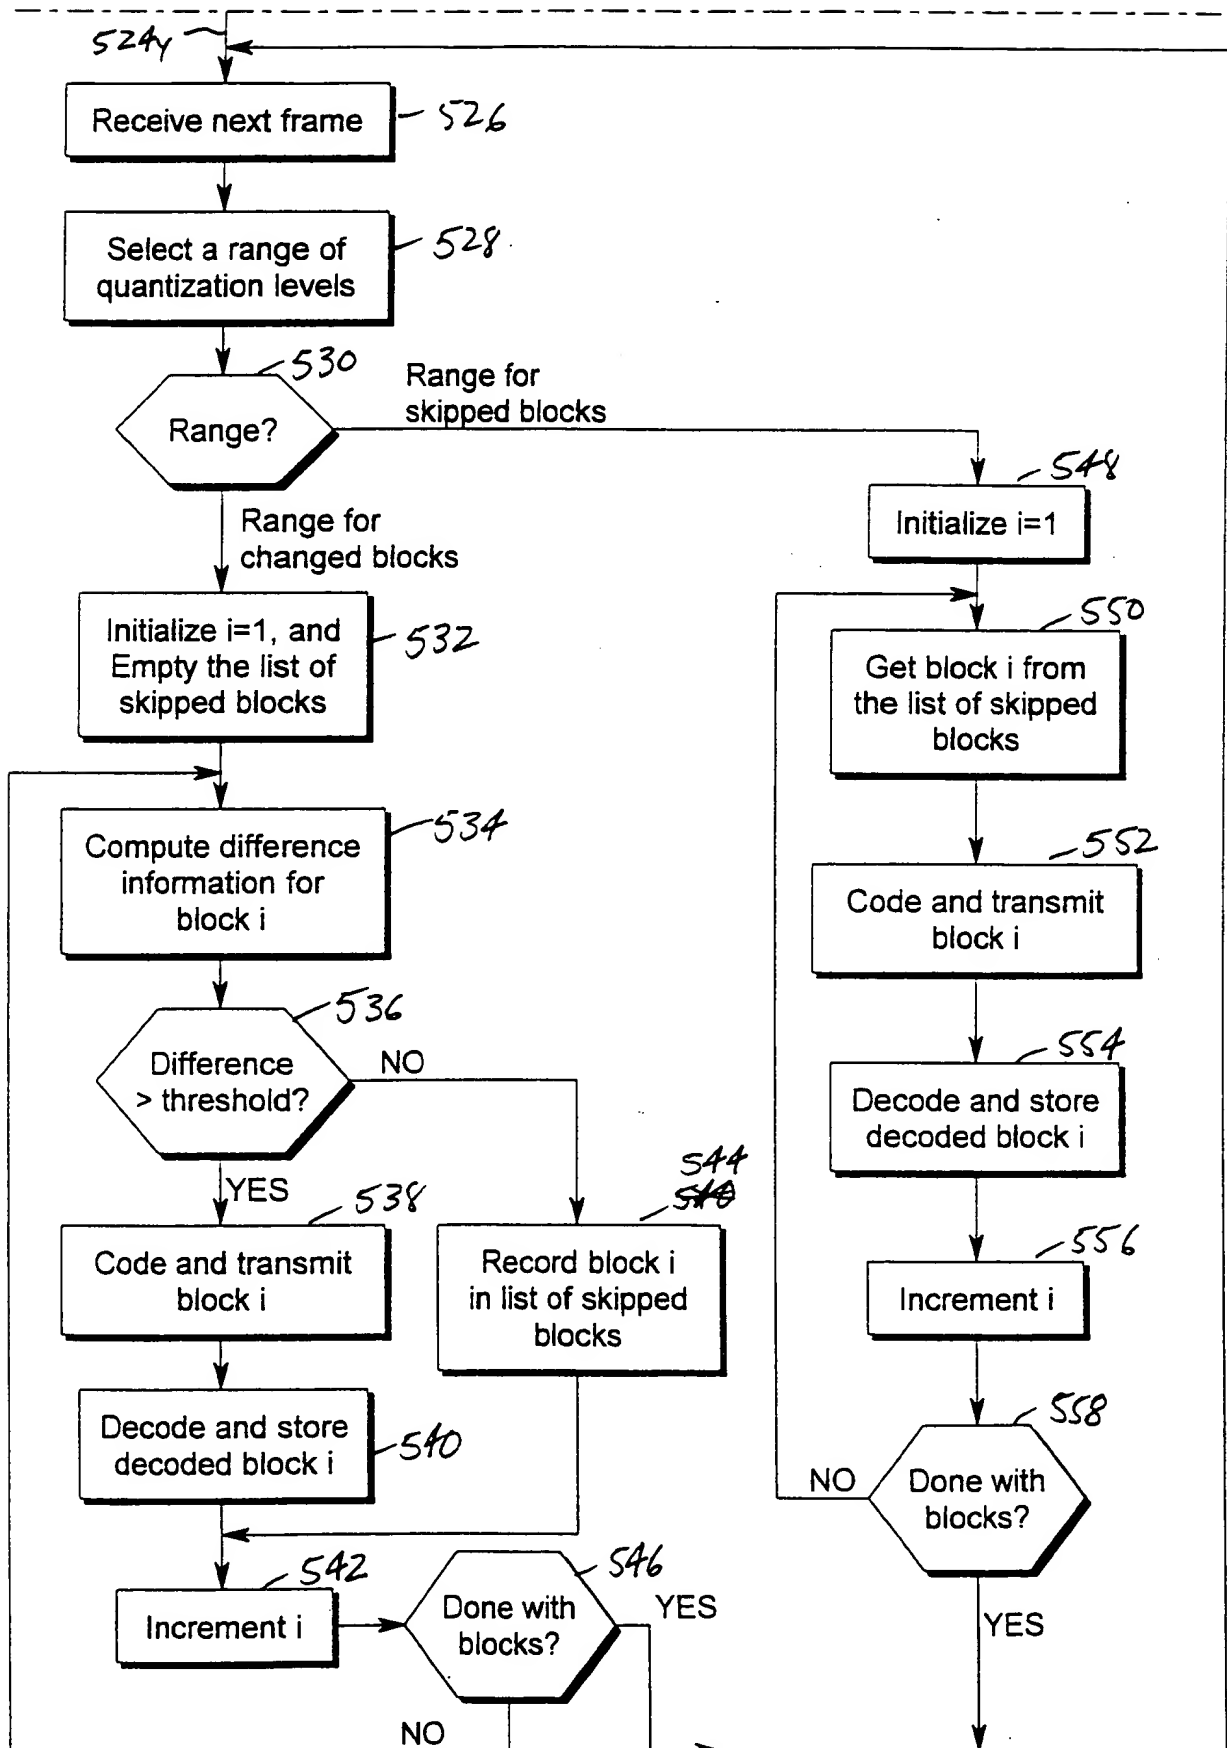 524
Receive next frame
526
Select a range of
quantization levels
528
530
Range?
Range for
skipped blocks
Range for
changed blocks
Initialize i=1, and
Empty the list of
skipped blocks
532
Compute difference
information for
block i
534
536
Difference
> threshold?
NO
YES
538
Code and transmit
block i
544
Record block i
in list of skipped
blocks
Decode and store
decoded block i
540
542
Increment i
546
Done with
blocks?
YES
NO
548
Initialize i=1
550
Get block i from
the list of skipped
blocks
552
Code and transmit
block i
554
Decode and store
decoded block i
556
Increment i
558
Done with
blocks?
NO
YES